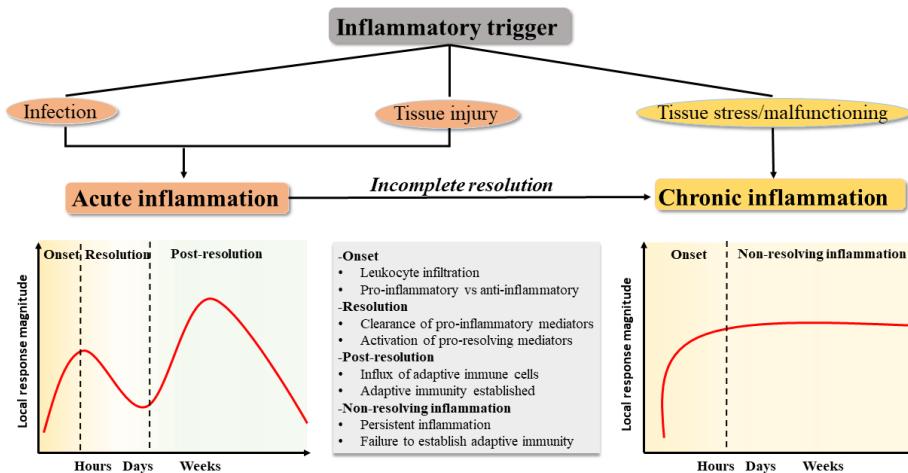 Inflammatory trigger
Infection
Tissue injury
Tissue stress/malfunctioning
Acute inflammation
Incomplete resolution
Chronic inflammation
Local response magnitude
Onset
Resolution
Post-resolution
Hours
Days
Weeks
-Onset
• Leukocyte infiltration
• Pro-inflammatory vs anti-inflammatory
-Resolution
• Clearance of pro-inflammatory mediators
• Activation of pro-resolving mediators
-Post-resolution
• Influx of adaptive immune cells
• Adaptive immunity established
-Non-resolving inflammation
• Persistent inflammation
• Failure to establish adaptive immunity
Local response magnitude
Onset
Non-resolving inflammation
Hours
Days
Weeks